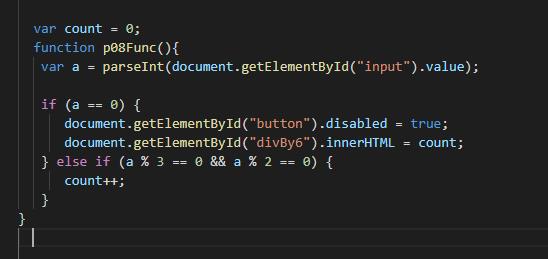 var count = 0;
function p08Func(){
var a = parseInt(document.getElementById("input").value);
if (a == 0) {
document.getElementById("button").disabled = true;
document.getElementById("divBy6").innerHTML = count;
} else if (a % 3 == 0 && a % 2 == 0) {
count++;
}
}